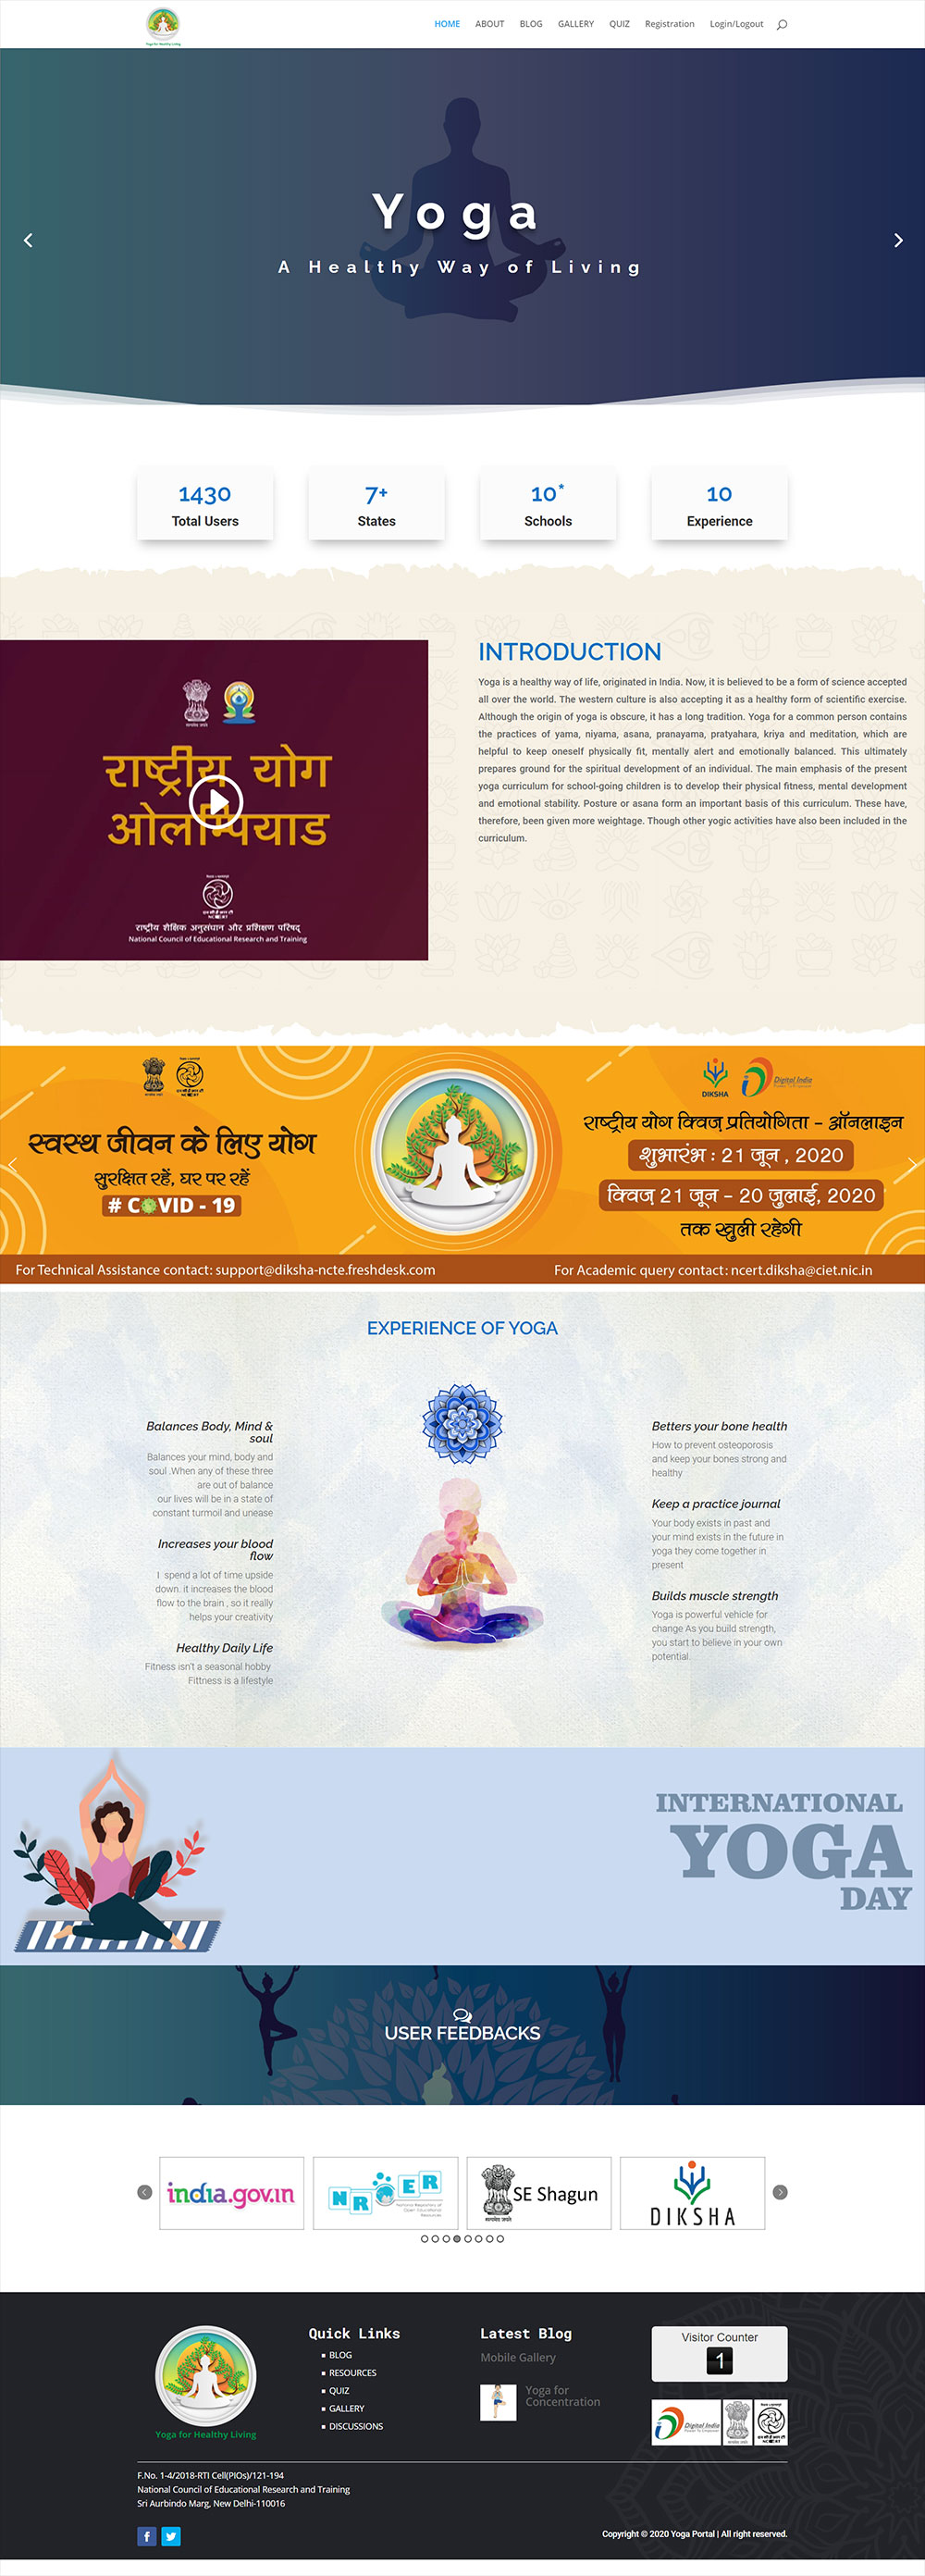 Yoga for Healthy Living
HOME ABOUT BLOG GALLERY QUIZ Registration Login/Logout
Yoga
A Healthy Way of Living
1430
Total Users
7+
States
10*
Schools
10
Experience
राष्ट्रीय योग
ओलम्पियाड
राष्ट्रीय शैक्षिक अनुसंधान और प्रशिक्षण परिषद्
National Council of Educational Research and Training
INTRODUCTION
Yoga is a healthy way of life, originated in India. Now, it is believed to be a form of science accepted
all over the world. The western culture is also accepting it as a healthy form of scientific exercise.
Although the origin of yoga is obscure, it has a long tradition. Yoga for a common person contains
the practices of yama, niyama, asana, pranayama, pratyahara, kriya and meditation, which are
helpful to keep oneself physically fit, mentally alert and emotionally balanced. This ultimately
prepares ground for the spiritual development of an individual. The main emphasis of the present
yoga curriculum for school-going children is to develop their physical fitness, mental development
and emotional stability. Posture or asana form an important basis of this curriculum. These have,
therefore, been given more weightage. Though other yogic activities have also been included in the
curriculum.
स्वस्थ जीवन के लिए योग
सुरक्षित रहें, घर पर रहें
# COVID - 19
DIKSHA
Digital India
राष्ट्रीय योग क्विज़ प्रतियोगिता – ऑनलाइन
शुभारंभ : 21 जून , 2020
क्विज़ 21 जून – 20 जुलाई, 2020
तक खुली रहेगी
For Technical Assistance contact: support@diksha-ncte.freshdesk.com
For Academic query contact: ncert.diksha@ciet.nic.in
EXPERIENCE OF YOGA
Balances Body, Mind &
soul
Balances your mind, body and
soul .When any of these three
are out of balance
our lives will be in a state of
constant turmoil and unease
Increases your blood
flow
I spend a lot of time upside
down. it increases the blood
flow to the brain , so it really
helps your creativity
Healthy Daily Life
Fitness isn't a seasonal hobby
Fittness is a lifestyle
Betters your bone health
How to prevent osteoporosis
and keep your bones strong and
healthy
Keep a practice journal
Your body exists in past and
your mind exists in the future in
yoga they come together in
present
Builds muscle strength
Yoga is powerful vehicle for
change As you build strength,
you start to believe in your own
potential.
INTERNATIONAL
YOGA
DAY
USER FEEDBACKS
india.gov.in
NROER
National Repository of
Open Educational
Resources
SE Shagun
DIKSHA
Yoga for Healthy Living
Quick Links
BLOG
RESOURCES
QUIZ
GALLERY
DISCUSSIONS
Latest Blog
Mobile Gallery
Yoga for
Concentration
Visitor Counter
1
Digital India
F.No. 1-4/2018-RTI Cell(PIOs)/121-194
National Council of Educational Research and Training
Sri Aurbindo Marg, New Delhi-110016
Copyright © 2020 Yoga Portal | All right reserved.